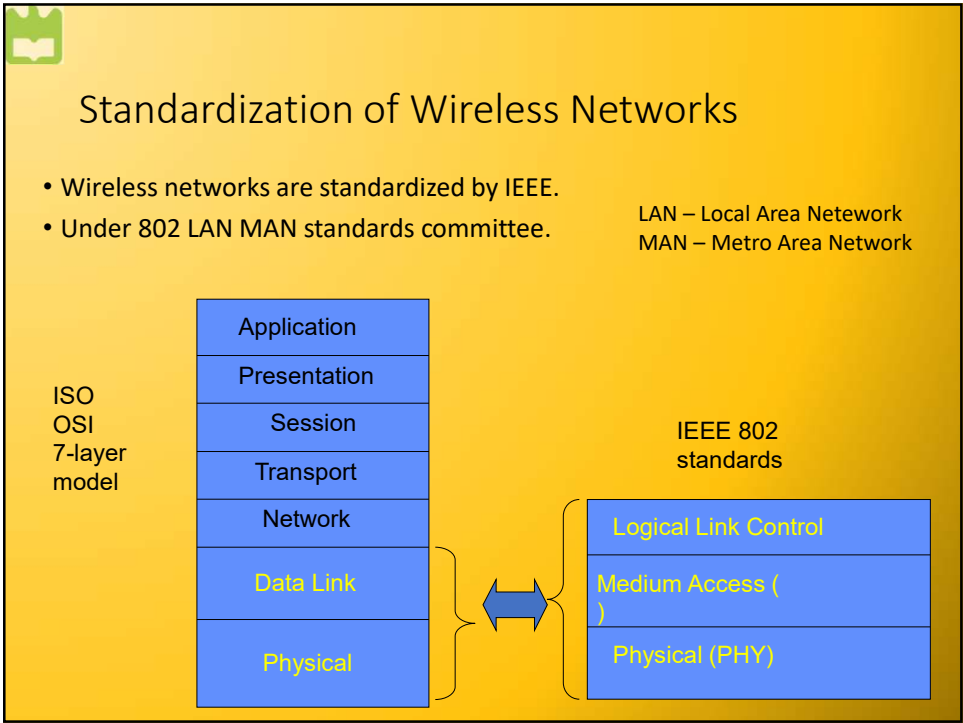 Standardization of Wireless Networks
• Wireless networks are standardized by IEEE.
• Under 802 LAN MAN standards committee.
LAN – Local Area Netework
MAN – Metro Area Network
ISO
OSI
7-layer
model
Application
Presentation
Session
Transport
Network
Data Link
Physical
IEEE 802
standards
Logical Link Control
Medium Access (
)
Physical (PHY)